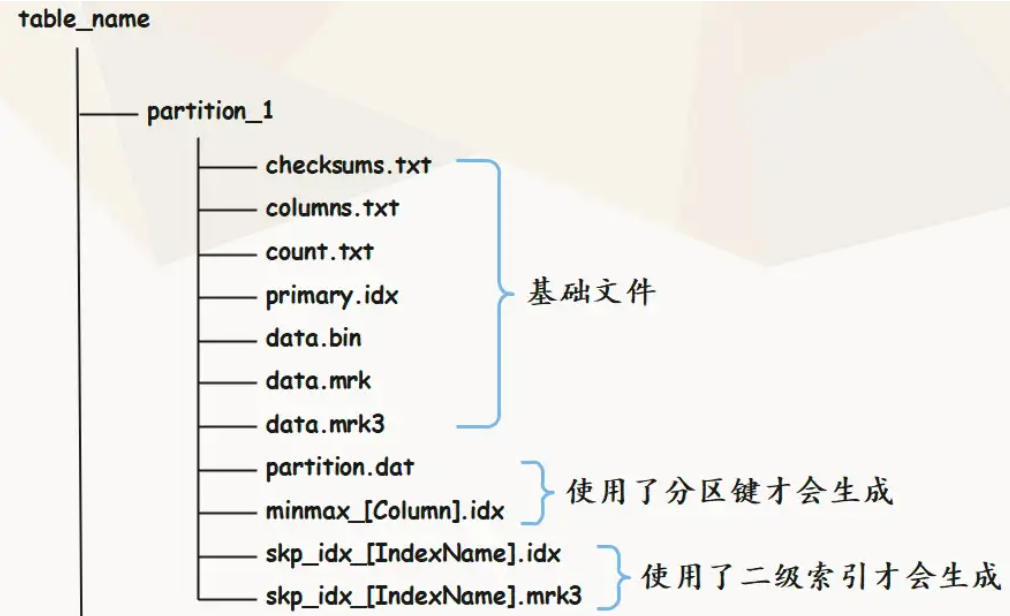 table_name
partition_1
checksums.txt
columns.txt
count.txt
primary.idx
data.bin
data.mrk
data.mrk3
基础文件
partition.dat
minmax_[Column].idx
使用了分区键才会生成
skp_idx_[IndexName].idx
skp_idx_[IndexName].mrk3
使用了二级索引才会生成